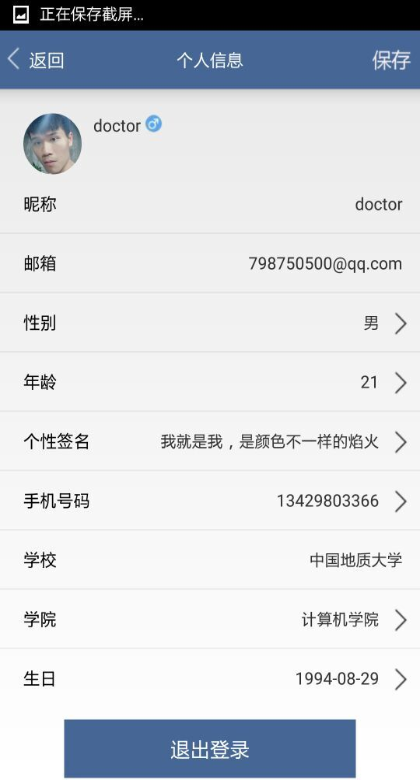 正在保存截屏...
返回
个人信息
保存
doctor
昵称 doctor
邮箱 798750500@qq.com
性别 男
年龄 21
个性签名 我就是我，是颜色不一样的焰火
手机号码 13429803366
学校 中国地质大学
学院 计算机学院
生日 1994-08-29
退出登录